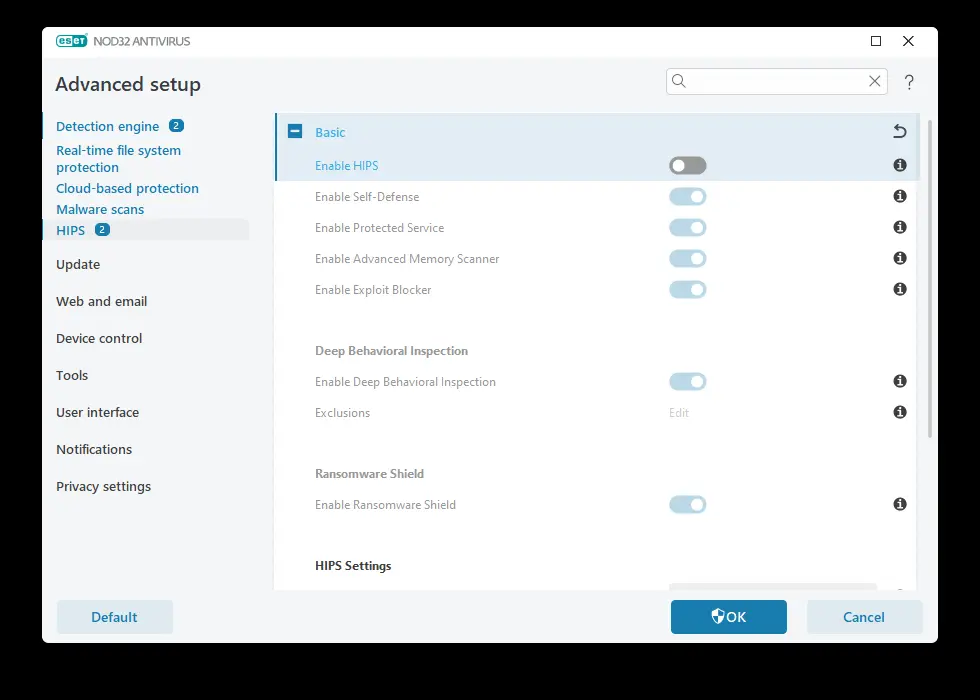 eset NOD32 ANTIVIRUS
Advanced setup
?
Detection engine 2
Real-time file system
protection
Cloud-based protection
Malware scans
HIPS 2
Update
Web and email
Device control
Tools
User interface
Notifications
Privacy settings
Basic
Enable HIPS
Enable Self-Defense
Enable Protected Service
Enable Advanced Memory Scanner
Enable Exploit Blocker
Deep Behavioral Inspection
Enable Deep Behavioral Inspection
Exclusions Edit
Ransomware Shield
Enable Ransomware Shield
HIPS Settings
Default
OK
Cancel